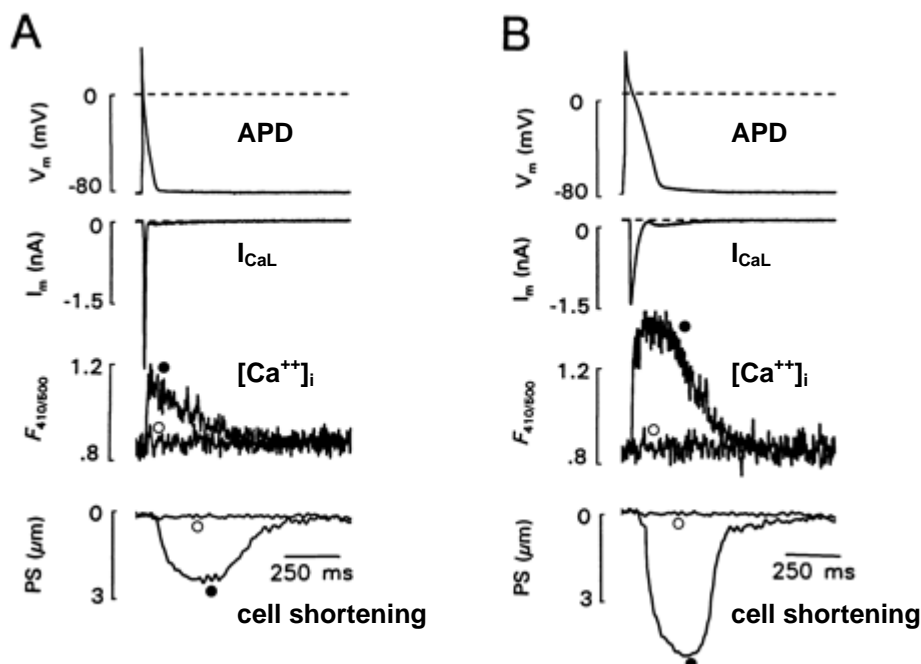 A
0
-80
V_m (mV)
APD
0
-1.5
I_m (nA)
I_CaL
1.2
.8
F_410/500
[Ca⁺⁺]_i
0
3
PS (µm)
250 ms
cell shortening
B
0
-80
V_m (mV)
APD
0
-1.5
I_m (nA)
I_CaL
1.2
.8
F_410/500
[Ca⁺⁺]_i
0
3
PS (µm)
250 ms
cell shortening